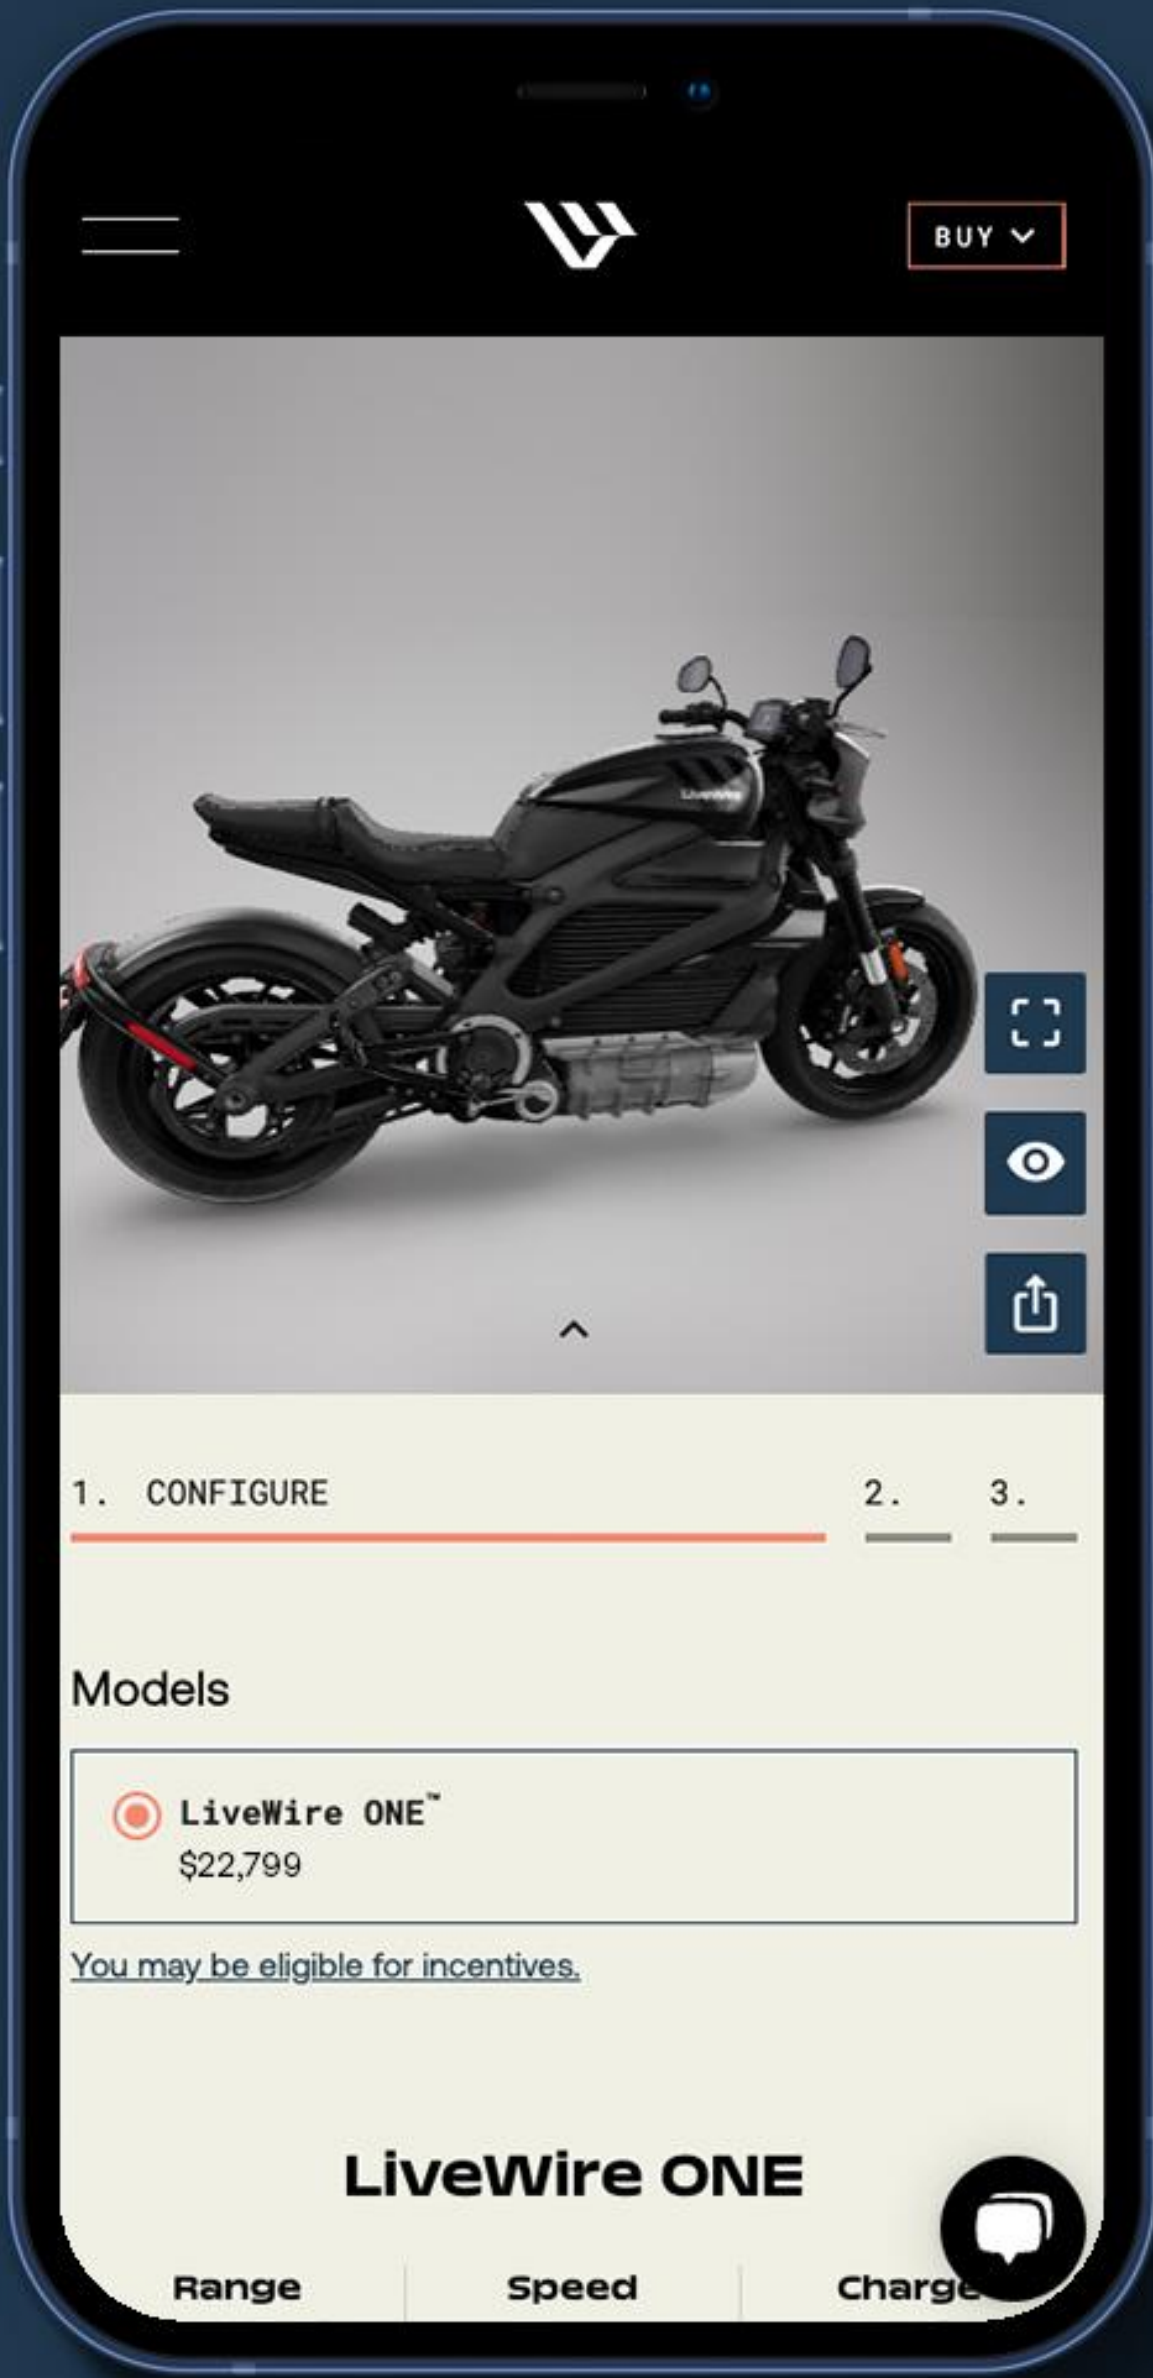 BUY
LiveWire
1. CONFIGURE
2.
3.
Models
LiveWire ONE™
$22,799
You may be eligible for incentives.
LiveWire ONE
Range
Speed
Charge